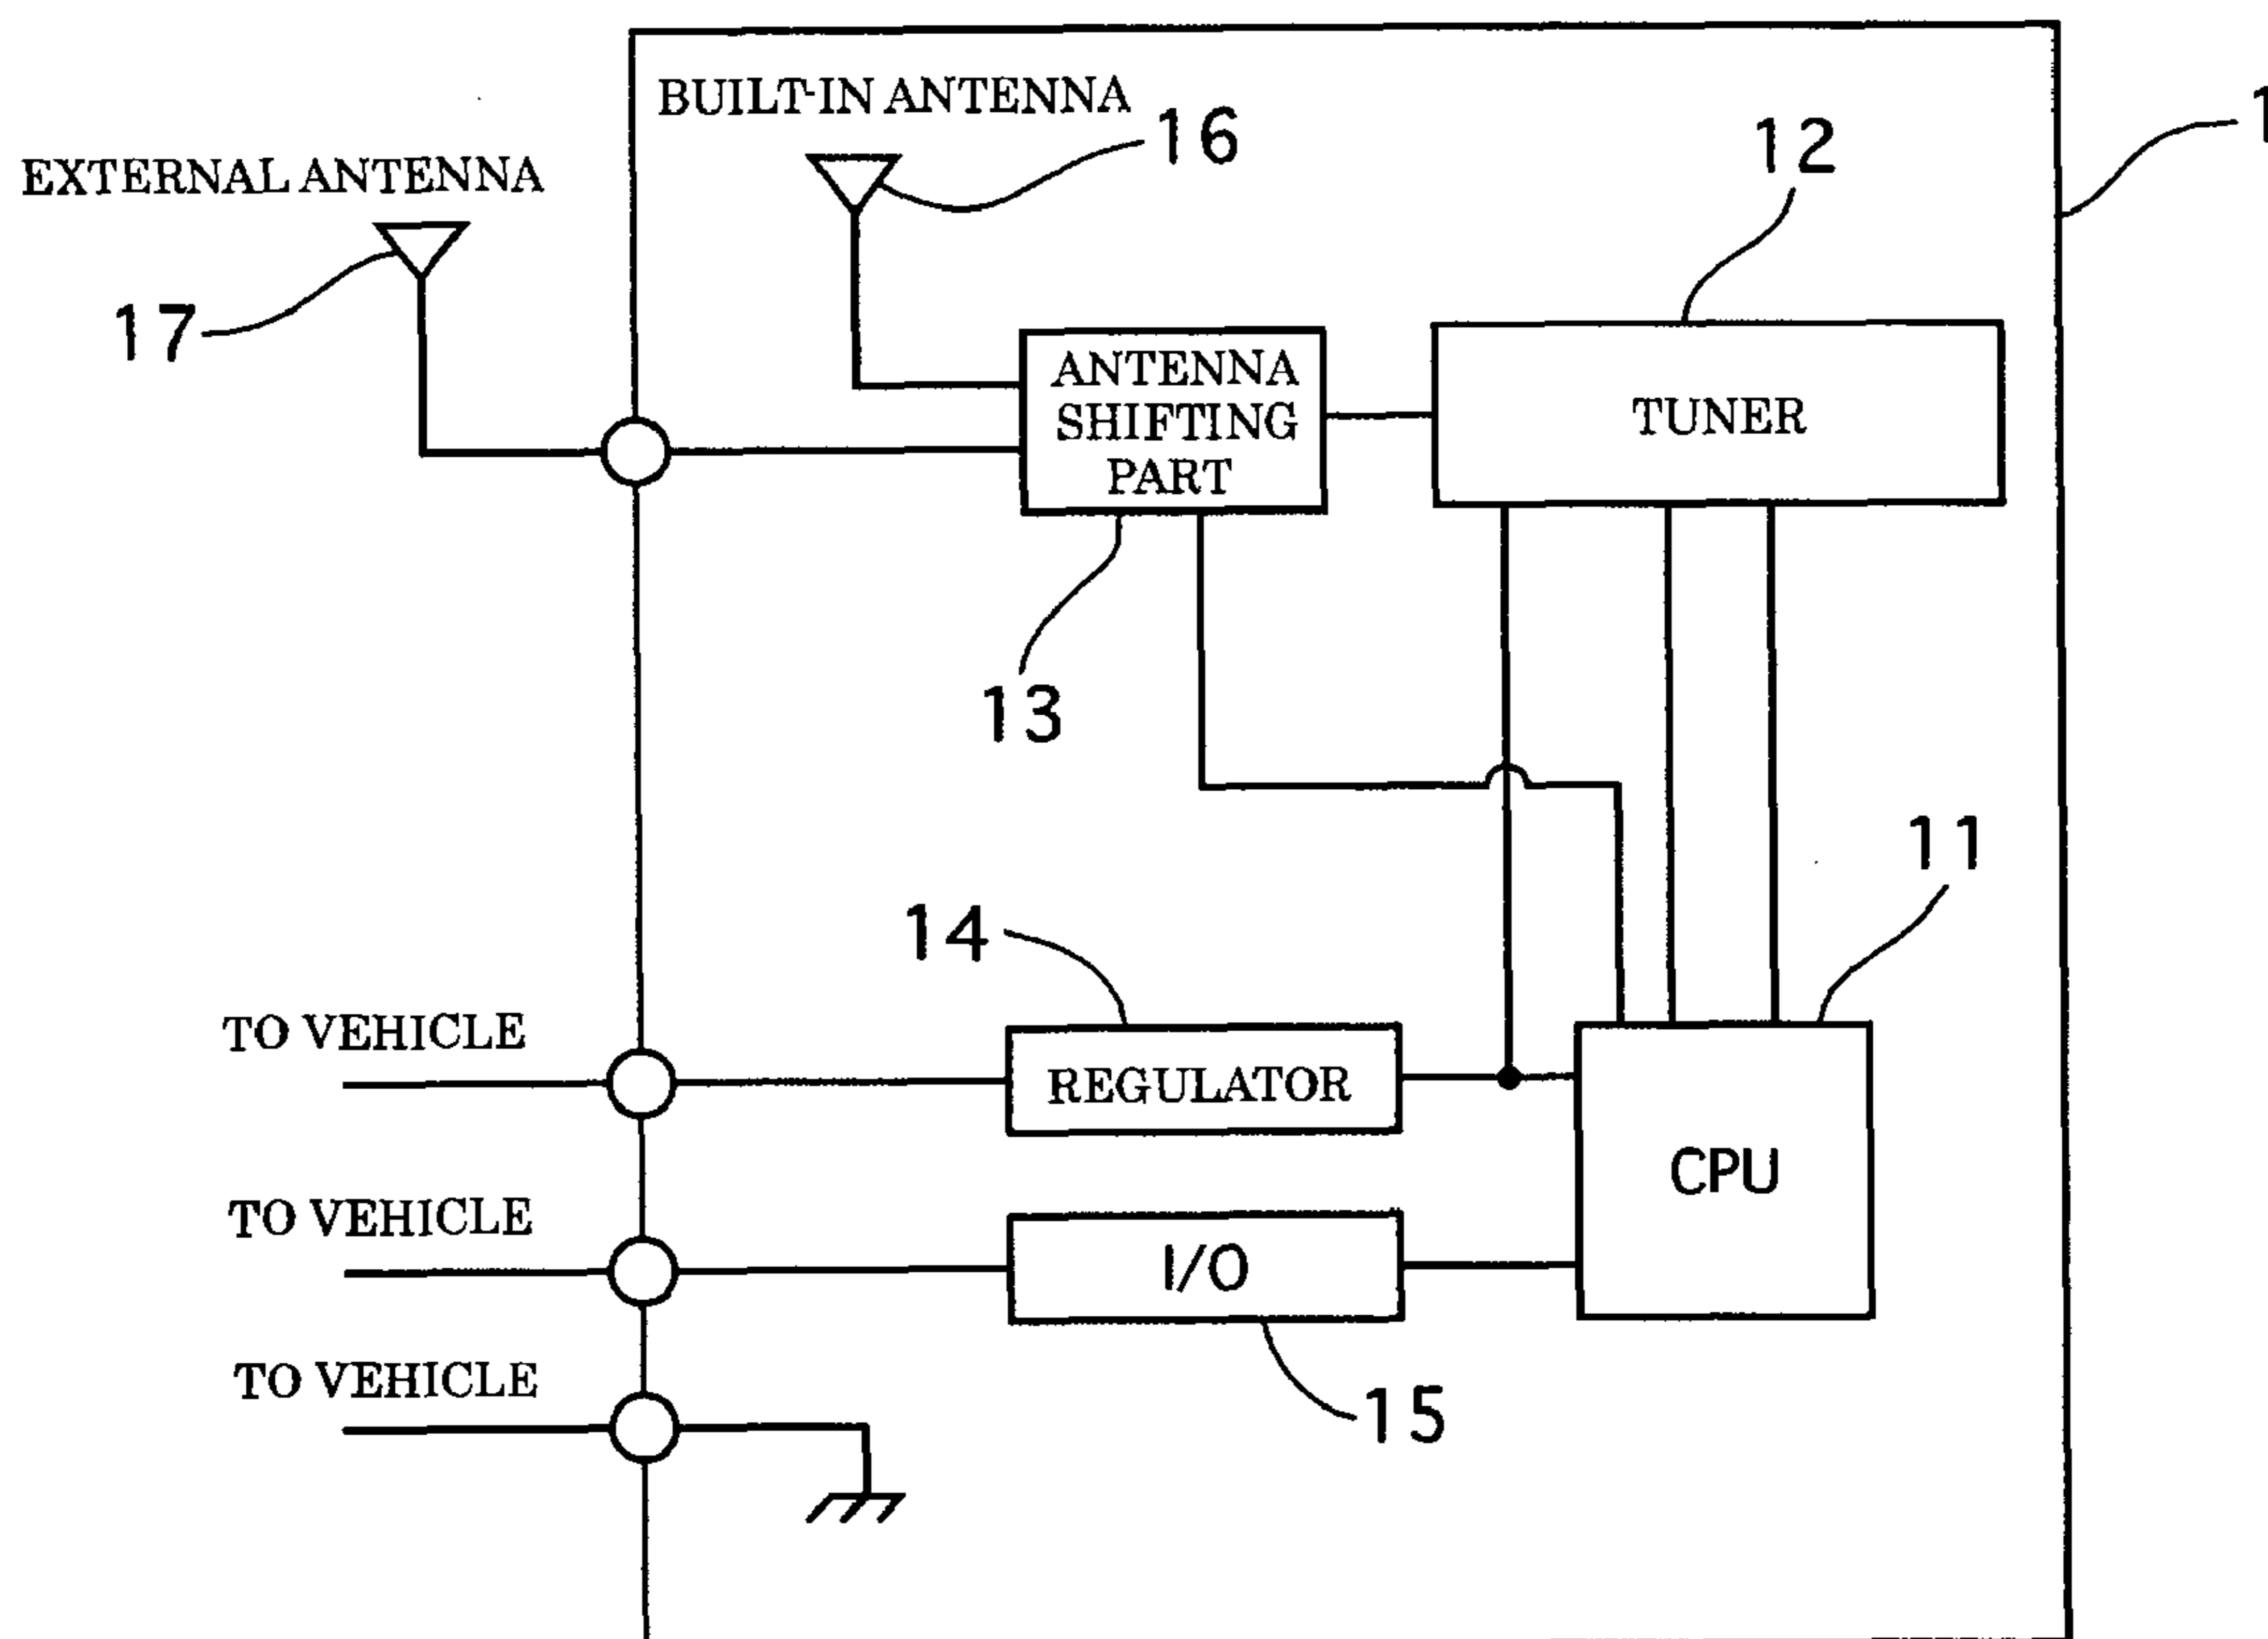 BUILT-IN ANTENNA
16
12
1
EXTERNAL ANTENNA
17
ANTENNA
SHIFTING
PART
TUNER
13
11
14
TO VEHICLE
REGULATOR
CPU
TO VEHICLE
I/O
TO VEHICLE
15